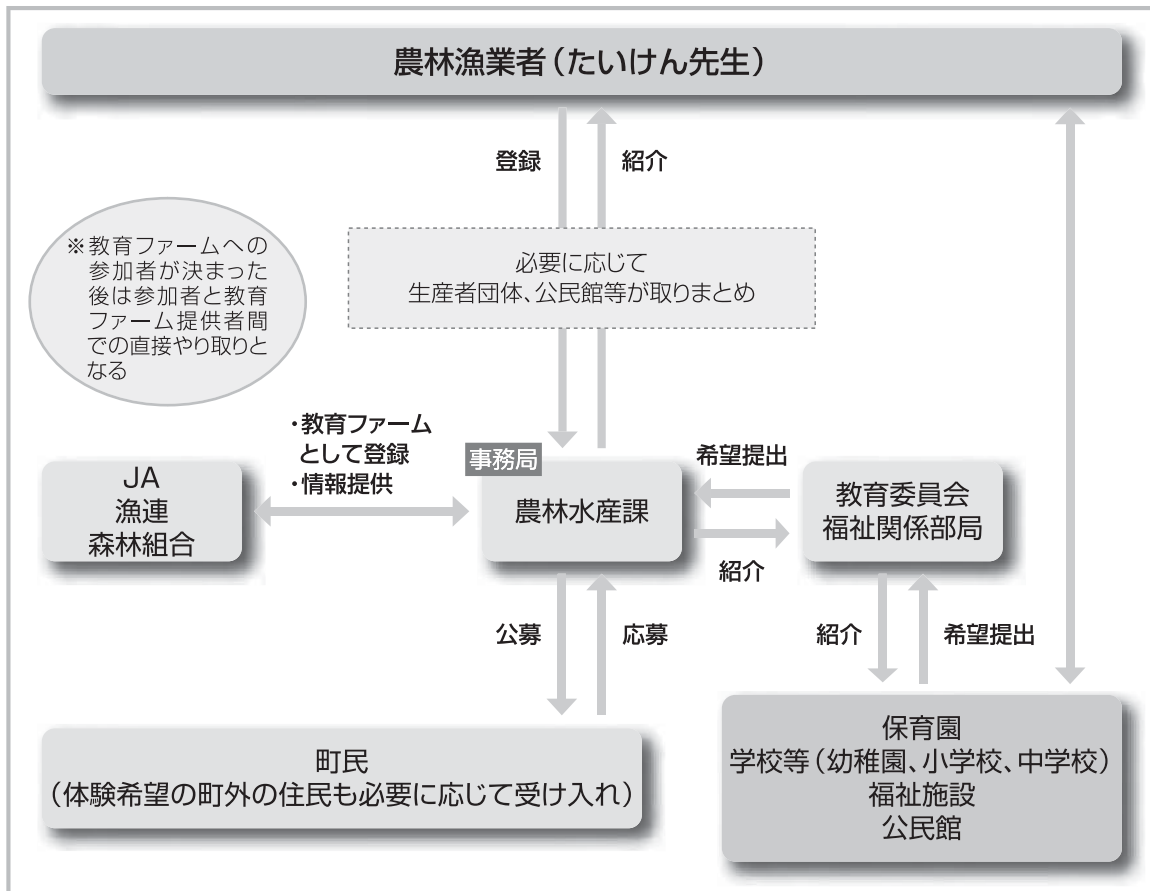 農林漁業者（たいけん先生）
登録
紹介
※教育ファームへの
参加者が決まった
後は参加者と教育
ファーム提供者間
での直接やり取りと
なる
必要に応じて
生産者団体、公民館等が取りまとめ
・教育ファーム
として登録
・情報提供
事務局
希望提出
JA
漁連
森林組合
農林水産課
教育委員会
福祉関係部局
紹介
公募
応募
紹介
希望提出
町民
（体験希望の町外の住民も必要に応じて受け入れ）
保育園
学校等（幼稚園、小学校、中学校）
福祉施設
公民館